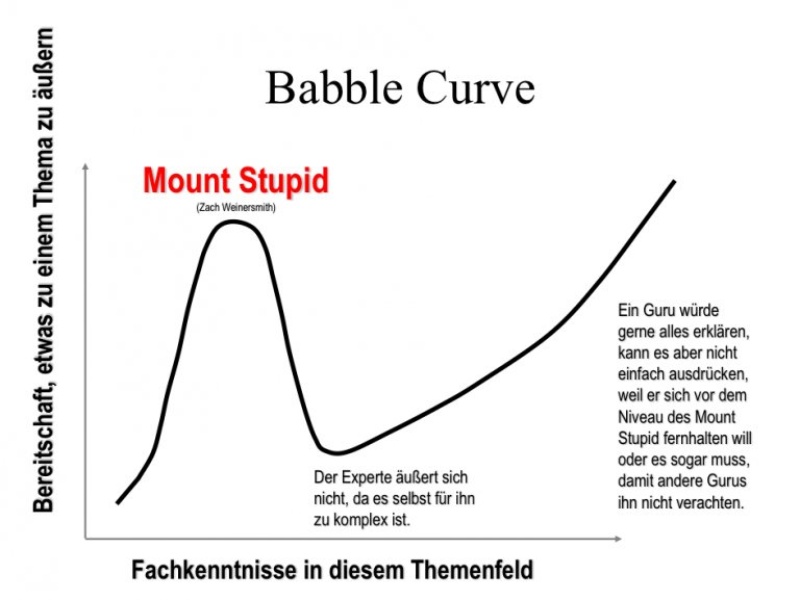 Babble Curve
Bereitschaft, etwas zu einem Thema zu äußern
Mount Stupid
(Zach Weinersmith)
Ein Guru würde
gerne alles erklären,
kann es aber nicht
einfach ausdrücken,
weil er sich vor dem
Niveau des Mount
Stupid fernhalten will
oder es sogar muss,
damit andere Gurus
ihn nicht verachten.
Der Experte äußert sich
nicht, da es selbst für ihn
zu komplex ist.
Fachkenntnisse in diesem Themenfeld